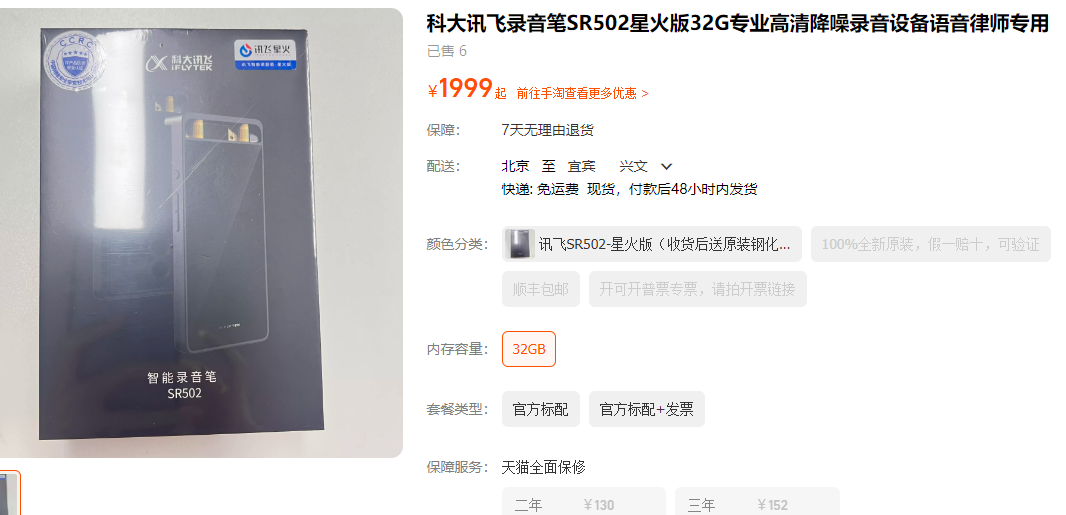 科大讯飞录音笔SR502星火版32G专业高清降噪录音设备语音律师专用
已售 6
¥1999起 前往手淘查看更多优惠 >
保障： 7天无理由退货
配送： 北京 至 宜宾 兴文
快递: 免运费 现货，付款后48小时内发货
颜色分类： 讯飞SR502-星火版（收货后送原装钢化... 100%全新原装，假一赔十，可验证
顺丰包邮 开可开普票专票，请拍开票链接
内存容量： 32GB
套餐类型： 官方标配 官方标配+发票
保障服务： 天猫全面保修
二年 ¥130 三年 ¥152
CCRC
科大讯飞
iFLYTEK
讯飞星火
智能录音笔
SR502